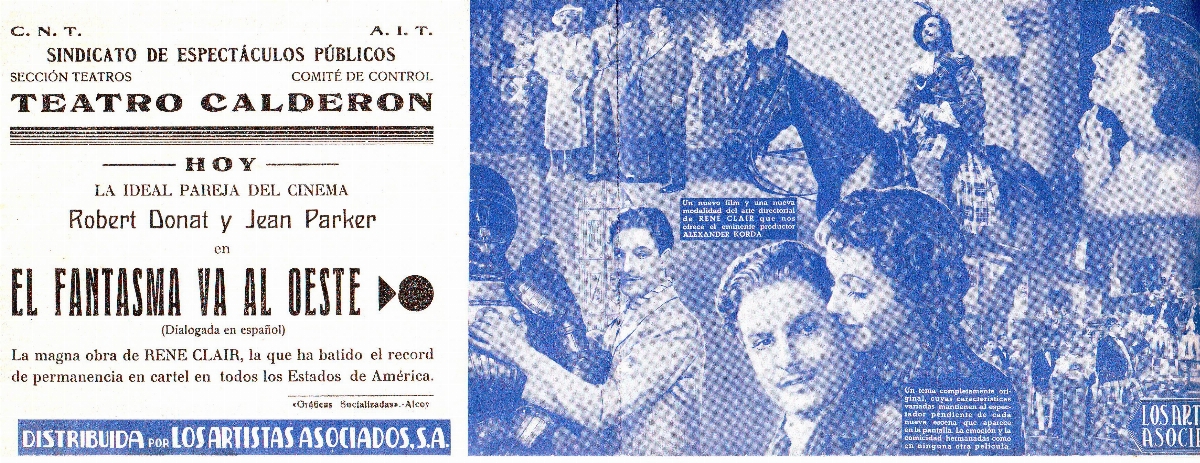 C. N. T. A. I. T.
SINDICATO DE ESPECTÁCULOS PÚBLICOS
SECCIÓN TEATROS COMITÉ DE CONTROL
TEATRO CALDERON
HOY
LA IDEAL PAREJA DEL CINEMA
Robert Donat y Jean Parker
en
EL FANTASMA VA AL OESTE
(Dialogada en español)
La magna obra de RENE CLAIR, la que ha batido el record
de permanencia en cartel en todos los Estados de América.
«Gráficas Socializadas».-Alcoy
DISTRIBUIDA POR LOS ARTISTAS ASOCIADOS, S.A.
Un nuevo film y una nueva
modalidad del arte directorial
de RENE CLAIR que nos
ofrece el eminente productor
ALEXANDER KORDA
Un tema completamente ori-
ginal, cuyas características
variadas mantienen al espec-
tador pendiente de cada
nueva escena que aparece
en la pantalla. La emoción y la
comicidad hermanadas como
en ninguna otra película.
LOS ART
ASOCI